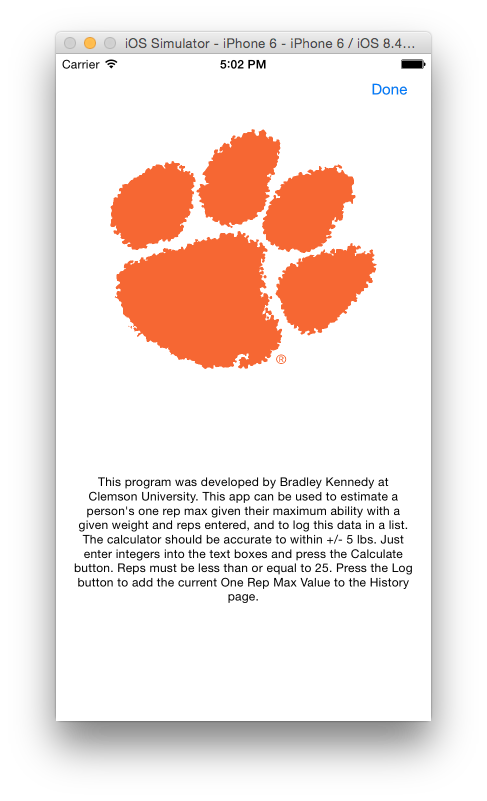 iOS Simulator - iPhone 6 - iPhone 6 / iOS 8.4...
Carrier 5:02 PM
Done
®
This program was developed by Bradley Kennedy at
Clemson University. This app can be used to estimate a
person's one rep max given their maximum ability with a
given weight and reps entered, and to log this data in a list.
The calculator should be accurate to within +/- 5 lbs. Just
enter integers into the text boxes and press the Calculate
button. Reps must be less than or equal to 25. Press the Log
button to add the current One Rep Max Value to the History
page.